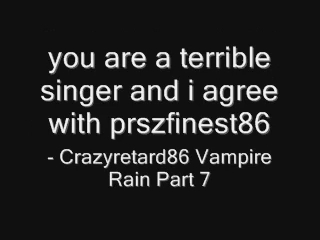 you are a terrible
singer and i agree
with prszfinest86
- Crazyretard86 Vampire
Rain Part 7